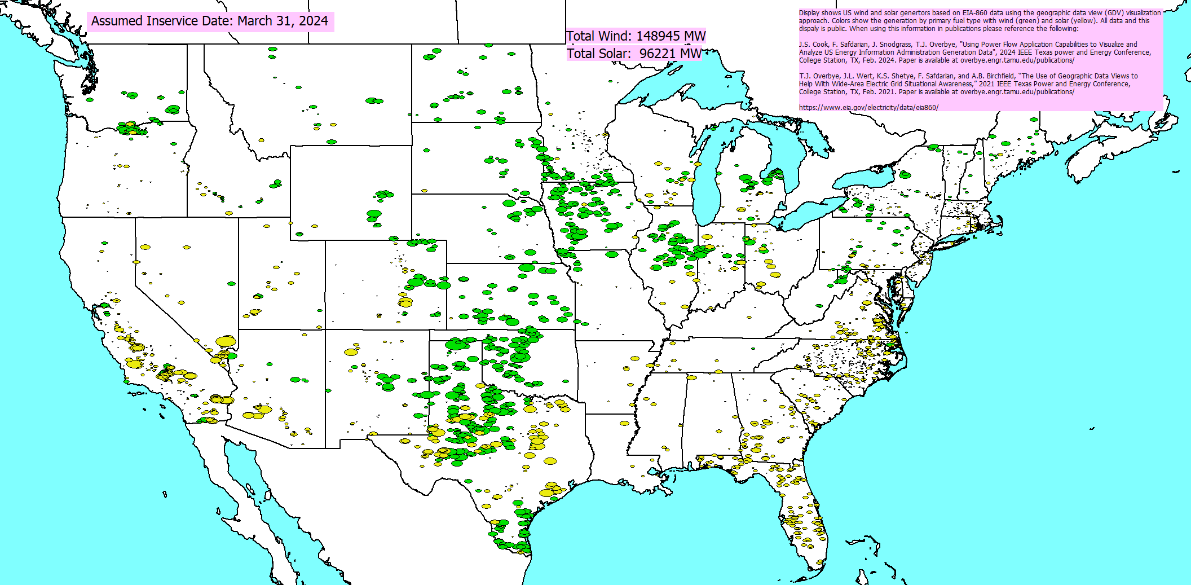 Assumed Inservice Date: March 31, 2024
Total Wind: 148945 MW
Total Solar: 96221 MW
Display shows US wind and solar genertors based on EIA-860 data using the geographic data view (GDV) visualization
approach. Colors show the generation by primary fuel type with wind (green) and solar (yellow). All data and this
dispaly is public. When using this information in publications please reference the following:
J.S. Cook, F. Safdarian, J. Snodgrass, T.J. Overbye, "Using Power Flow Application Capabilities to Visualize and
Analyze US Energy Information Administration Generation Data", 2024 IEEE Texas power and Energy Conference,
College Station, TX, Feb. 2024. Paper is available at overbye.engr.tamu.edu/publications/
T.J. Overbye, J.L. Wert, K.S. Shetye, F. Safdarian, and A.B. Birchfield, "The Use of Geographic Data Views to
Help With Wide-Area Electric Grid Situational Awareness," 2021 IEEE Texas Power and Energy Conference,
College Station, TX, Feb. 2021. Paper is available at overbye.engr.tamu.edu/publications/
https://www.eia.gov/electricity/data/eia860/